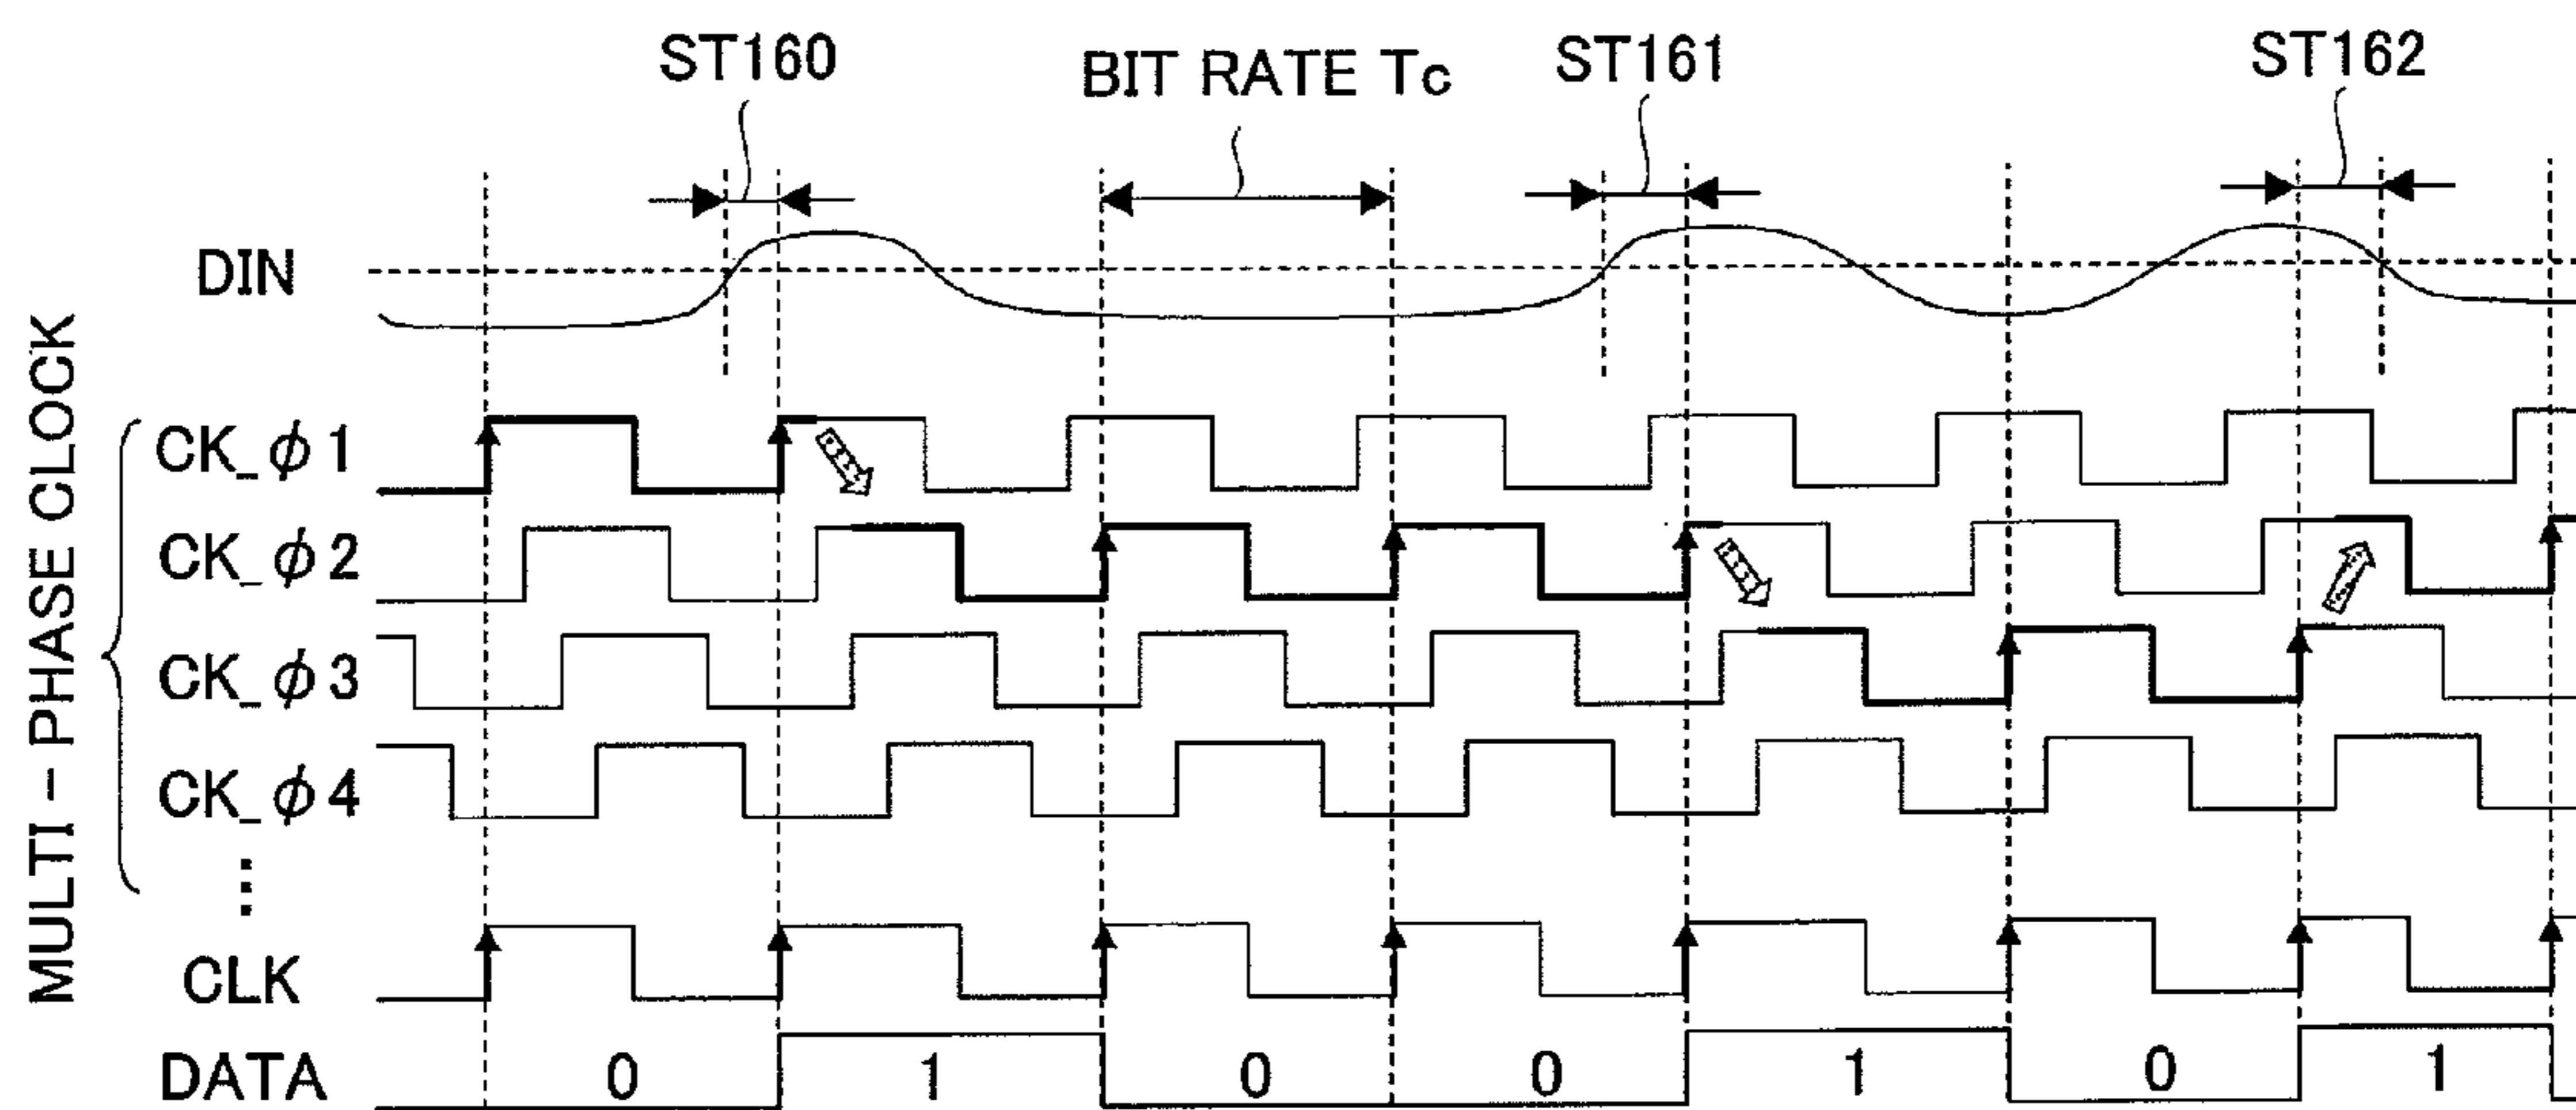 ST160
BIT RATE Tc
ST161
ST162
DIN
MULTI-PHASE CLOCK
CK_φ1
CK_φ2
CK_φ3
CK_φ4
⋮
CLK
DATA
0 1 0 0 1 0 1